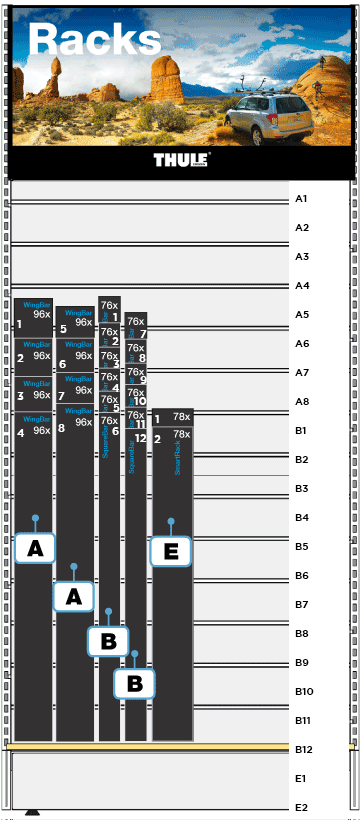 Racks
THULE
A1
A2
A3
A4
WingBar 96x 1
WingBar 96x 2
WingBar 96x 3
WingBar 96x 4
WingBar 96x 5
WingBar 96x 6
WingBar 96x 7
WingBar 96x 8
76x 1
76x 2
76x 3
76x 4
76x 5
76x 6
SquareBar
76x 7
76x 8
76x 9
76x 10
76x 11
12
SquareBar
1 78x
2 78x
SmartRack
A5
A6
A7
A8
B1
B2
B3
B4
A
E
B5
B6
A
B7
B
B8
B9
B
B10
B11
B12
E1
E2